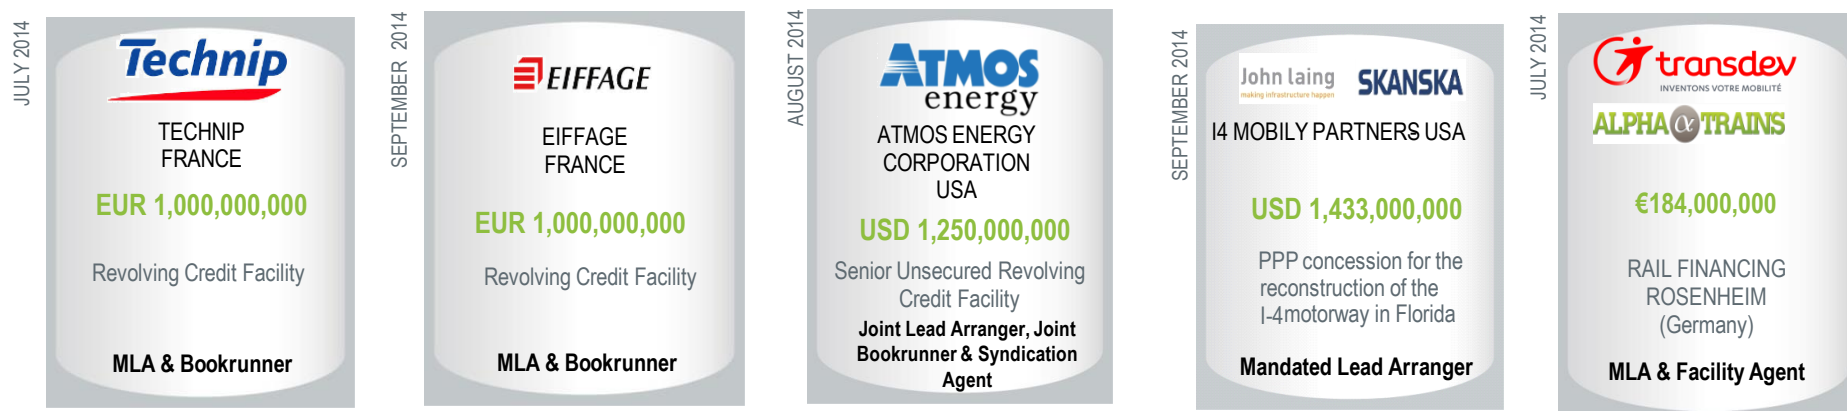 JULY 2014
Technip
TECHNIP
FRANCE
EUR 1,000,000,000
Revolving Credit Facility
MLA & Bookrunner
SEPTEMBER 2014
EIFFAGE
EIFFAGE
FRANCE
EUR 1,000,000,000
Revolving Credit Facility
MLA & Bookrunner
AUGUST 2014
ATMOS
energy
ATMOS ENERGY
CORPORATION
USA
USD 1,250,000,000
Senior Unsecured Revolving
Credit Facility
Joint Lead Arranger, Joint
Bookrunner & Syndication
Agent
SEPTEMBER 2014
John laing
making infrastructure happen
SKANSKA
I4 MOBILY PARTNERS USA
USD 1,433,000,000
PPP concession for the
reconstruction of the
I-4motorway in Florida
Mandated Lead Arranger
JULY 2014
transdev
INVENTONS VOTRE MOBILITÉ
ALPHA α TRAINS
€184,000,000
RAIL FINANCING
ROSENHEIM
(Germany)
MLA & Facility Agent